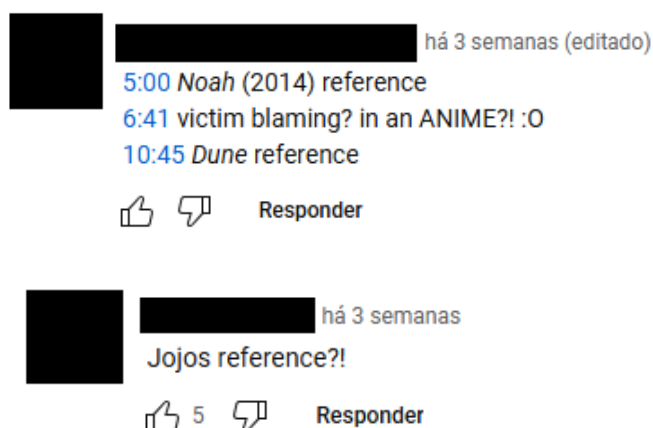 há 3 semanas (editado)
5:00 Noah (2014) reference
6:41 victim blaming? in an ANIME?! :O
10:45 Dune reference
Responder
há 3 semanas
Jojos reference?!
5 Responder